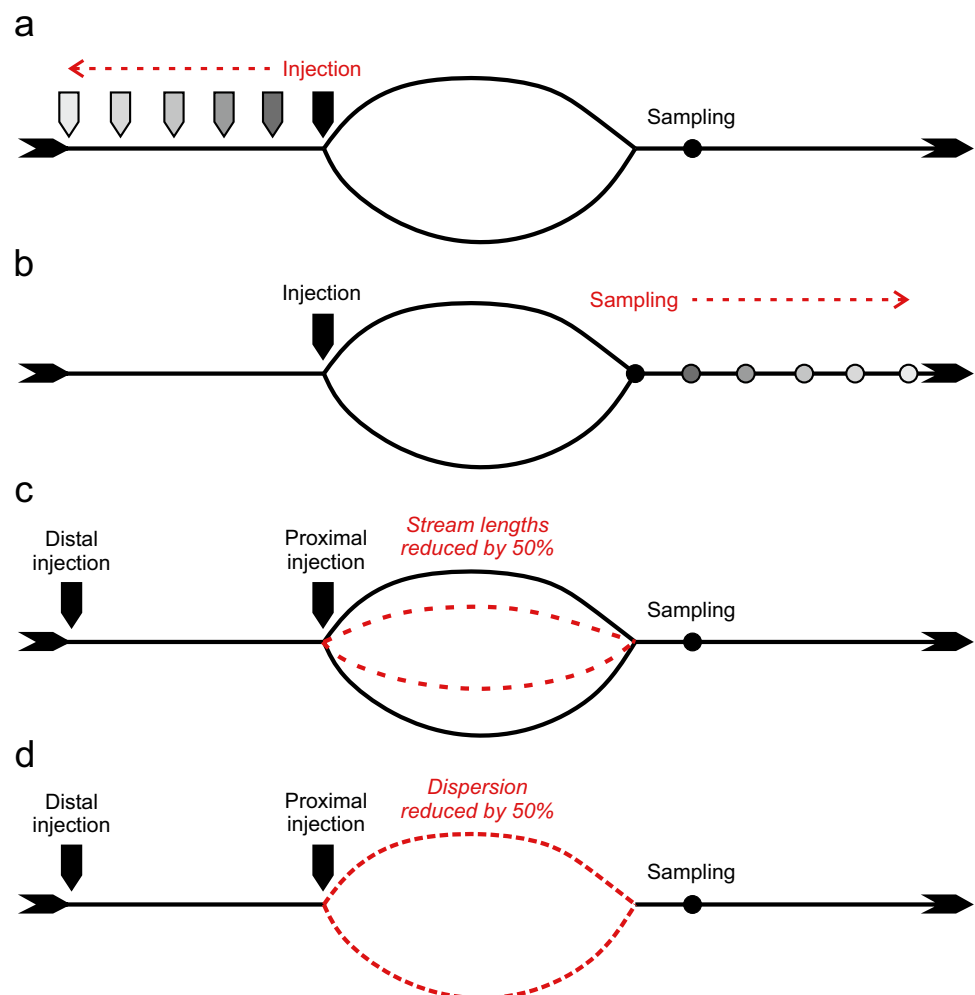 a
Injection
Sampling
b
Injection
Sampling
c
Distal
injection
Proximal
injection
Stream lengths
reduced by 50%
Sampling
d
Distal
injection
Proximal
injection
Dispersion
reduced by 50%
Sampling